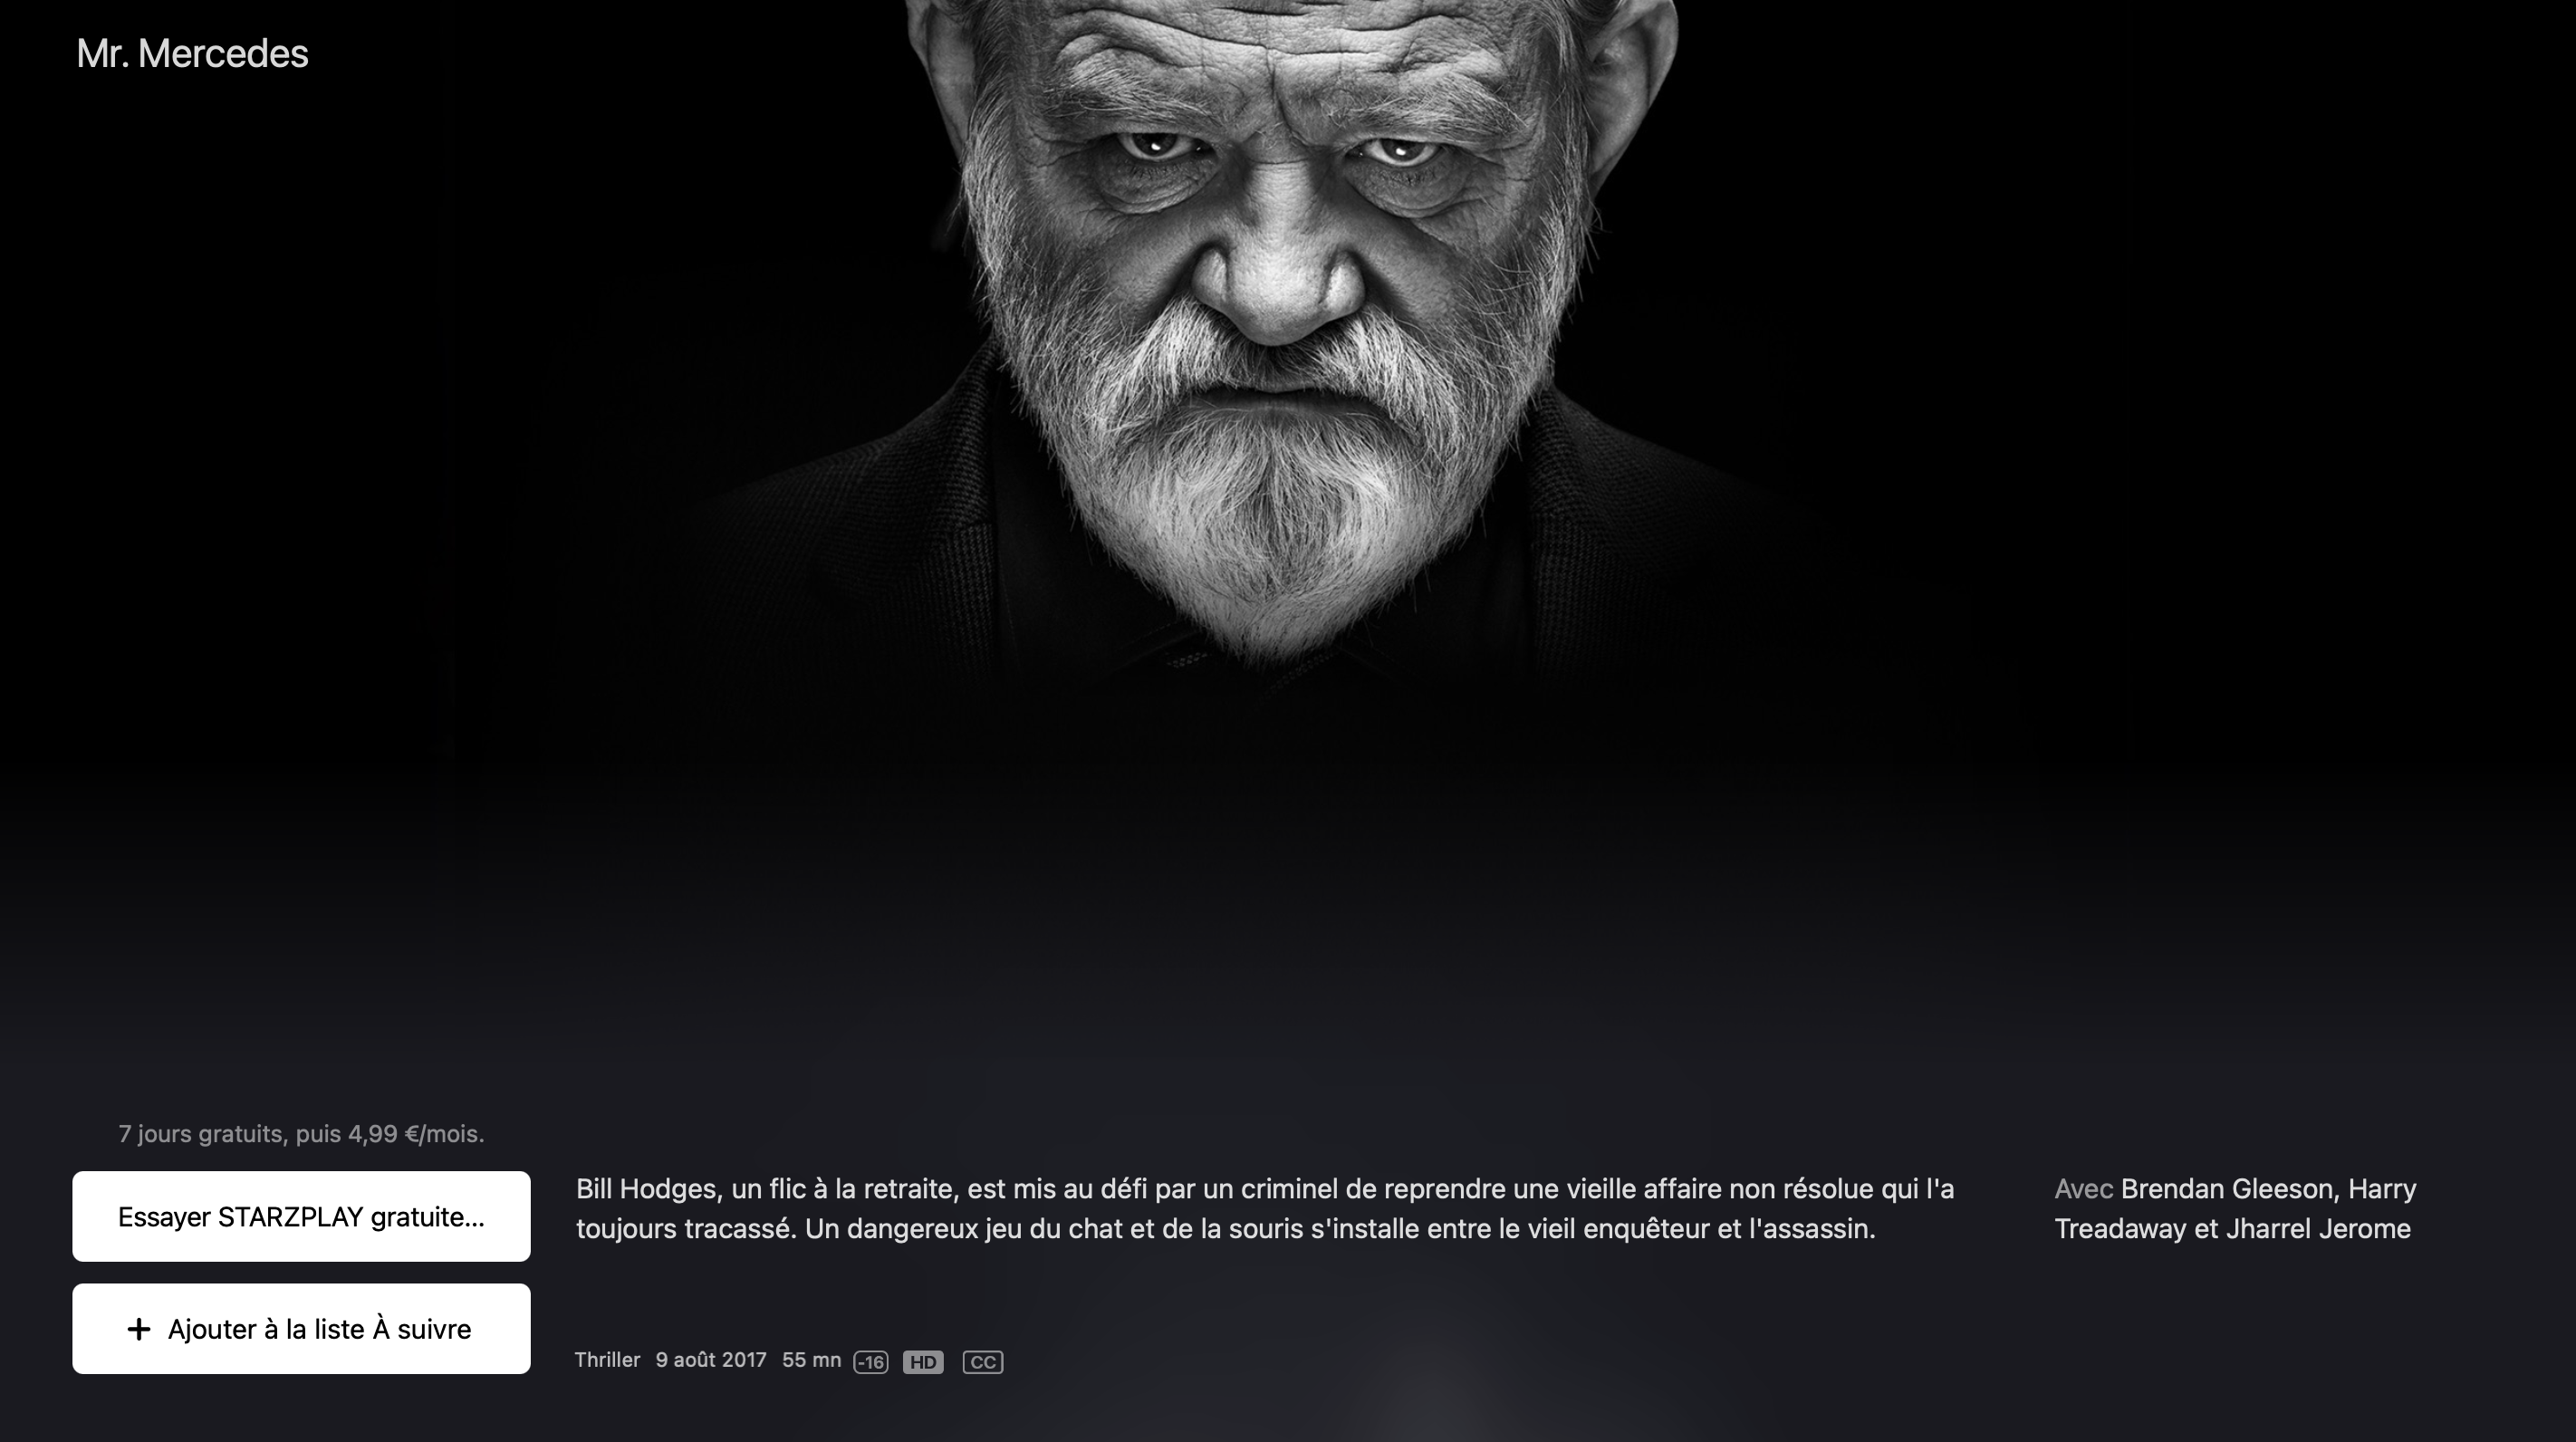 Mr. Mercedes
7 jours gratuits, puis 4,99 €/mois.
Essayer STARZPLAY gratuite...
+ Ajouter à la liste À suivre
Bill Hodges, un flic à la retraite, est mis au défi par un criminel de reprendre une vieille affaire non résolue qui l'a
toujours tracassé. Un dangereux jeu du chat et de la souris s'installe entre le vieil enquêteur et l'assassin.
Thriller 9 août 2017 55 mn -16 HD CC
Avec Brendan Gleeson, Harry
Treadaway et Jharrel Jerome